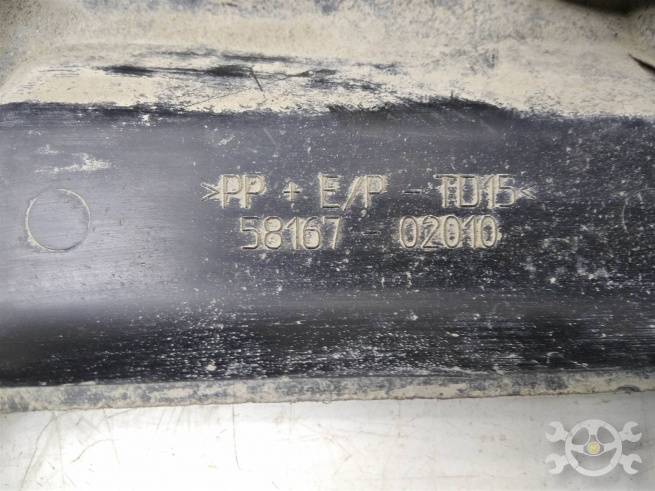 >PP + E/P - TD15<
58167 - 02010